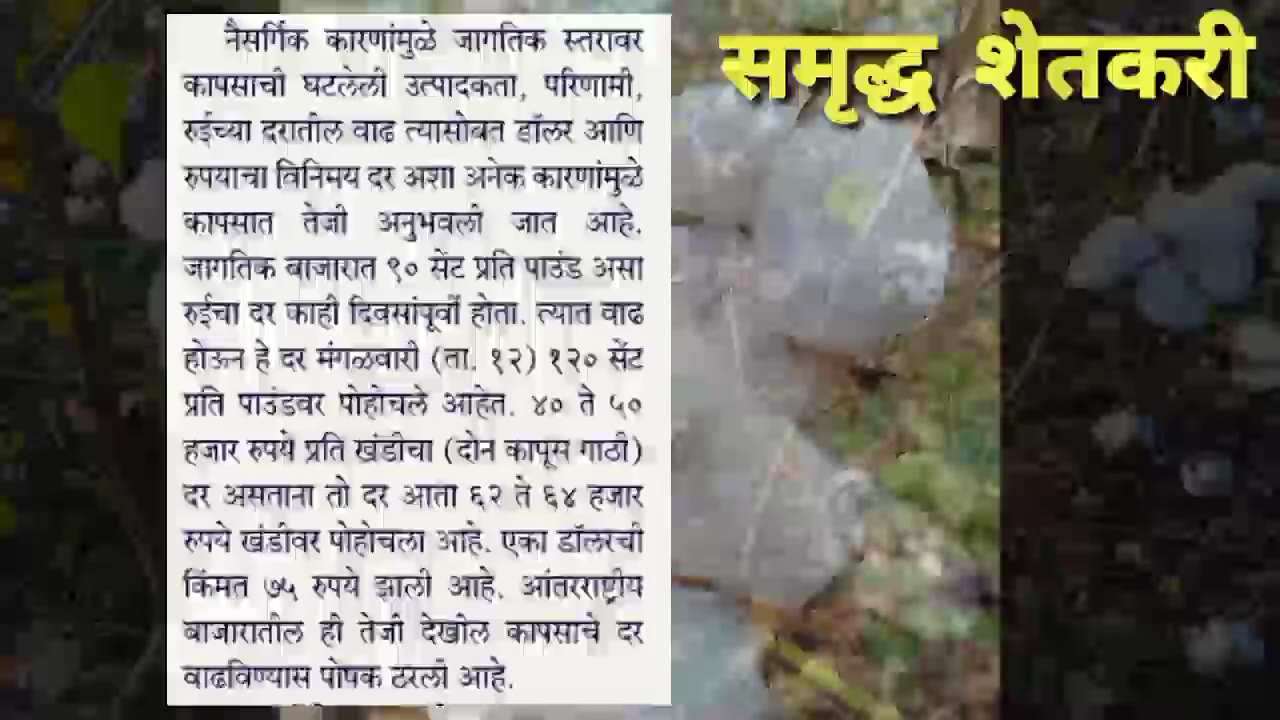 समृद्ध शेतकरी
नैसर्गिक कारणांमुळे जागतिक स्तरावर
कापसाची घटलेली उत्पादकता, परिणामी,
रुईच्या दरातील वाढ त्यासोबत डॉलर आणि
रुपयाचा विनिमय दर अशा अनेक कारणांमुळे
कापसात तेजी अनुभवली जात आहे.
जागतिक बाजारात ९० सेंट प्रति पाउंड असा
रुईचा दर काही दिवसांपूर्वी होता. त्यात वाढ
होऊन हे दर मंगळवारी (ता. १२) १२० सेंट
प्रति पाउंडवर पोहोचले आहेत. ४० ते ५०
हजार रुपये प्रति खंडीचा (दोन कापूस गाठी)
दर असताना तो दर आता ६२ ते ६४ हजार
रुपये खंडीवर पोहोचला आहे. एका डॉलरची
किंमत ७५ रुपये झाली आहे. आंतरराष्ट्रीय
बाजारातील ही तेजी देखील कापसाचे दर
वाढविण्यास पोषक ठरली आहे.